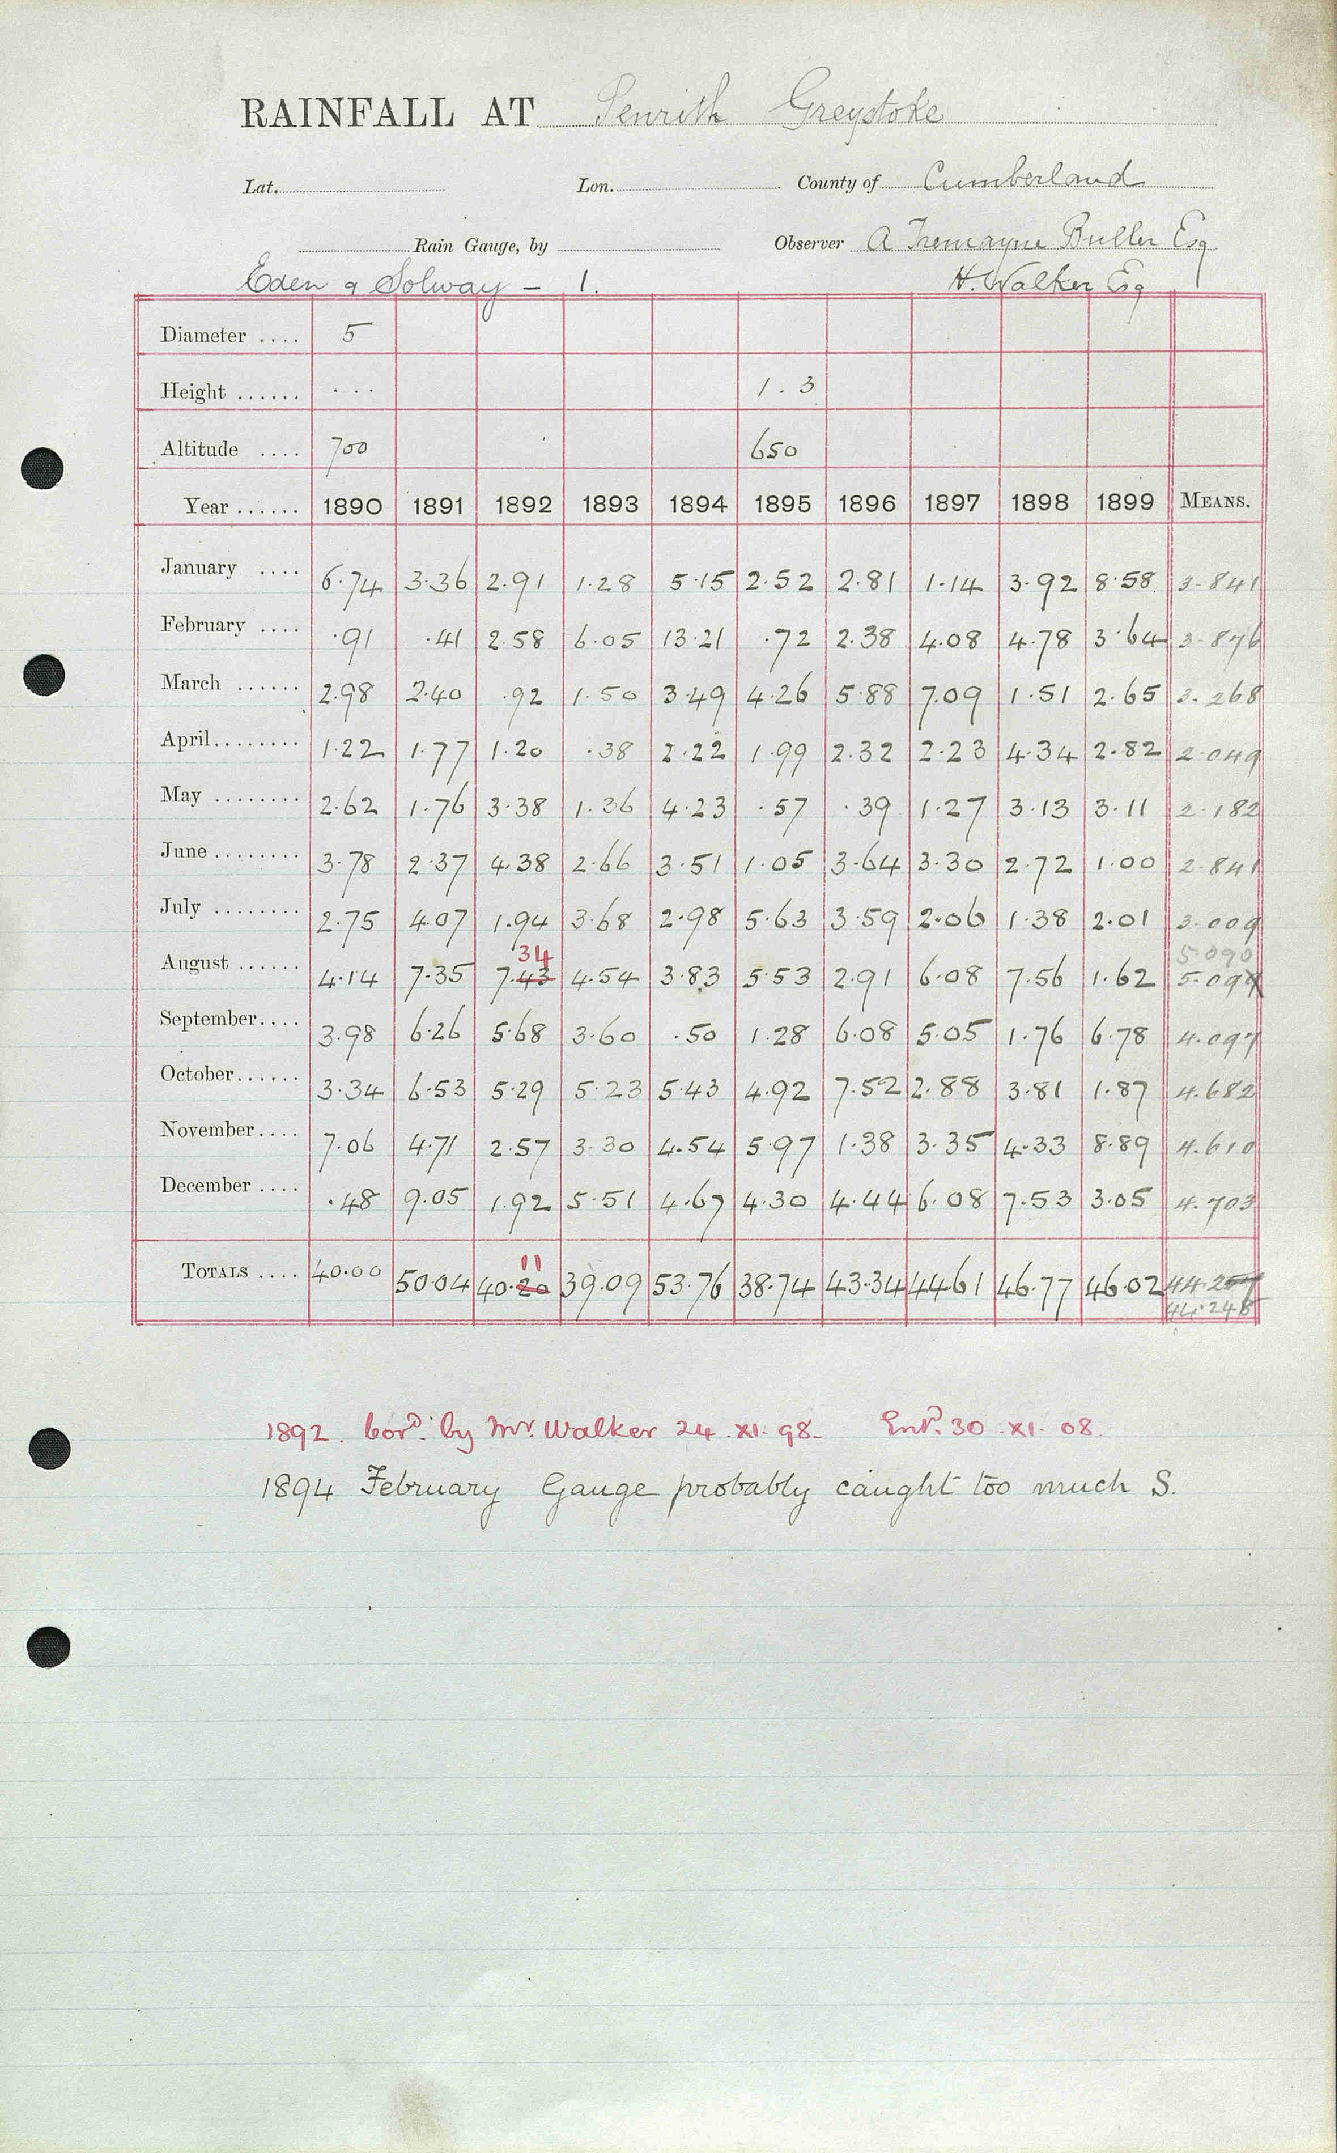 RAINFALL AT Penrith Greystoke
Lat. Lon. County of Cumberland
Rain Gauge, by Observer A Tremayne Buller Esq
Eden & Solway - 1. H. Walker Esq
Diameter .... 5
Height ...... ... 1.3
Altitude .... 700 650
Year ...... 1890 1891 1892 1893 1894 1895 1896 1897 1898 1899 MEANS.
January .... 6.74 3.36 2.91 1.28 5.15 2.52 2.81 1.14 3.92 8.58 3.841
February .... .91 .41 2.58 6.05 13.21 .72 2.38 4.08 4.78 3.64 3.876
March ...... 2.98 2.40 .92 1.50 3.49 4.26 5.88 7.09 1.51 2.65 3.268
April........ 1.22 1.77 1.20 .38 2.22 1.99 2.32 2.23 4.34 2.82 2.049
May ........ 2.62 1.76 3.38 1.36 4.23 .57 .39 1.27 3.13 3.11 2.182
June ........ 3.78 2.37 4.38 2.66 3.51 1.05 3.64 3.30 2.72 1.00 2.841
July ........ 2.75 4.07 1.94 3.68 2.98 5.63 3.59 2.06 1.38 2.01 3.009
34 5.090
August ...... 4.14 7.35 7.43 4.54 3.83 5.53 2.91 6.08 7.56 1.62 5.099
September.... 3.98 6.26 5.68 3.60 .50 1.28 6.08 5.05 1.76 6.78 4.097
October...... 3.34 6.53 5.29 5.23 5.43 4.92 7.52 2.88 3.81 1.87 4.682
November.... 7.06 4.71 2.57 3.30 4.54 5.97 1.38 3.35 4.33 8.89 4.610
December .... .48 9.05 1.92 5.51 4.67 4.30 4.44 6.08 7.53 3.05 4.703
11
TOTALS .... 40.00 50.04 40.20 39.09 53.76 38.74 43.34 44.61 46.77 46.02 44.257
44.248
1892. Cord. by Mr. Walker 24.XI.98. Entd. 30.XI.08.
1894 February Gauge probably caught too much S.